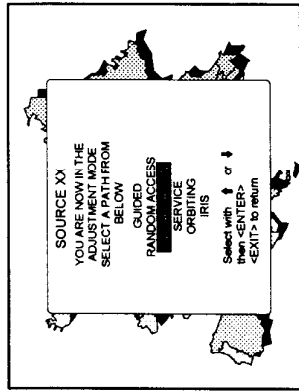 SOURCE XX
YOU ARE NOW IN THE
ADJUSTMENT MODE
SELECT A PATH FROM
BELOW
GUIDED
RANDOM ACCESS
SERVICE
ORBITING
IRIS
Select with ⬆ or ⬇
then <ENTER>
<EXIT> to return